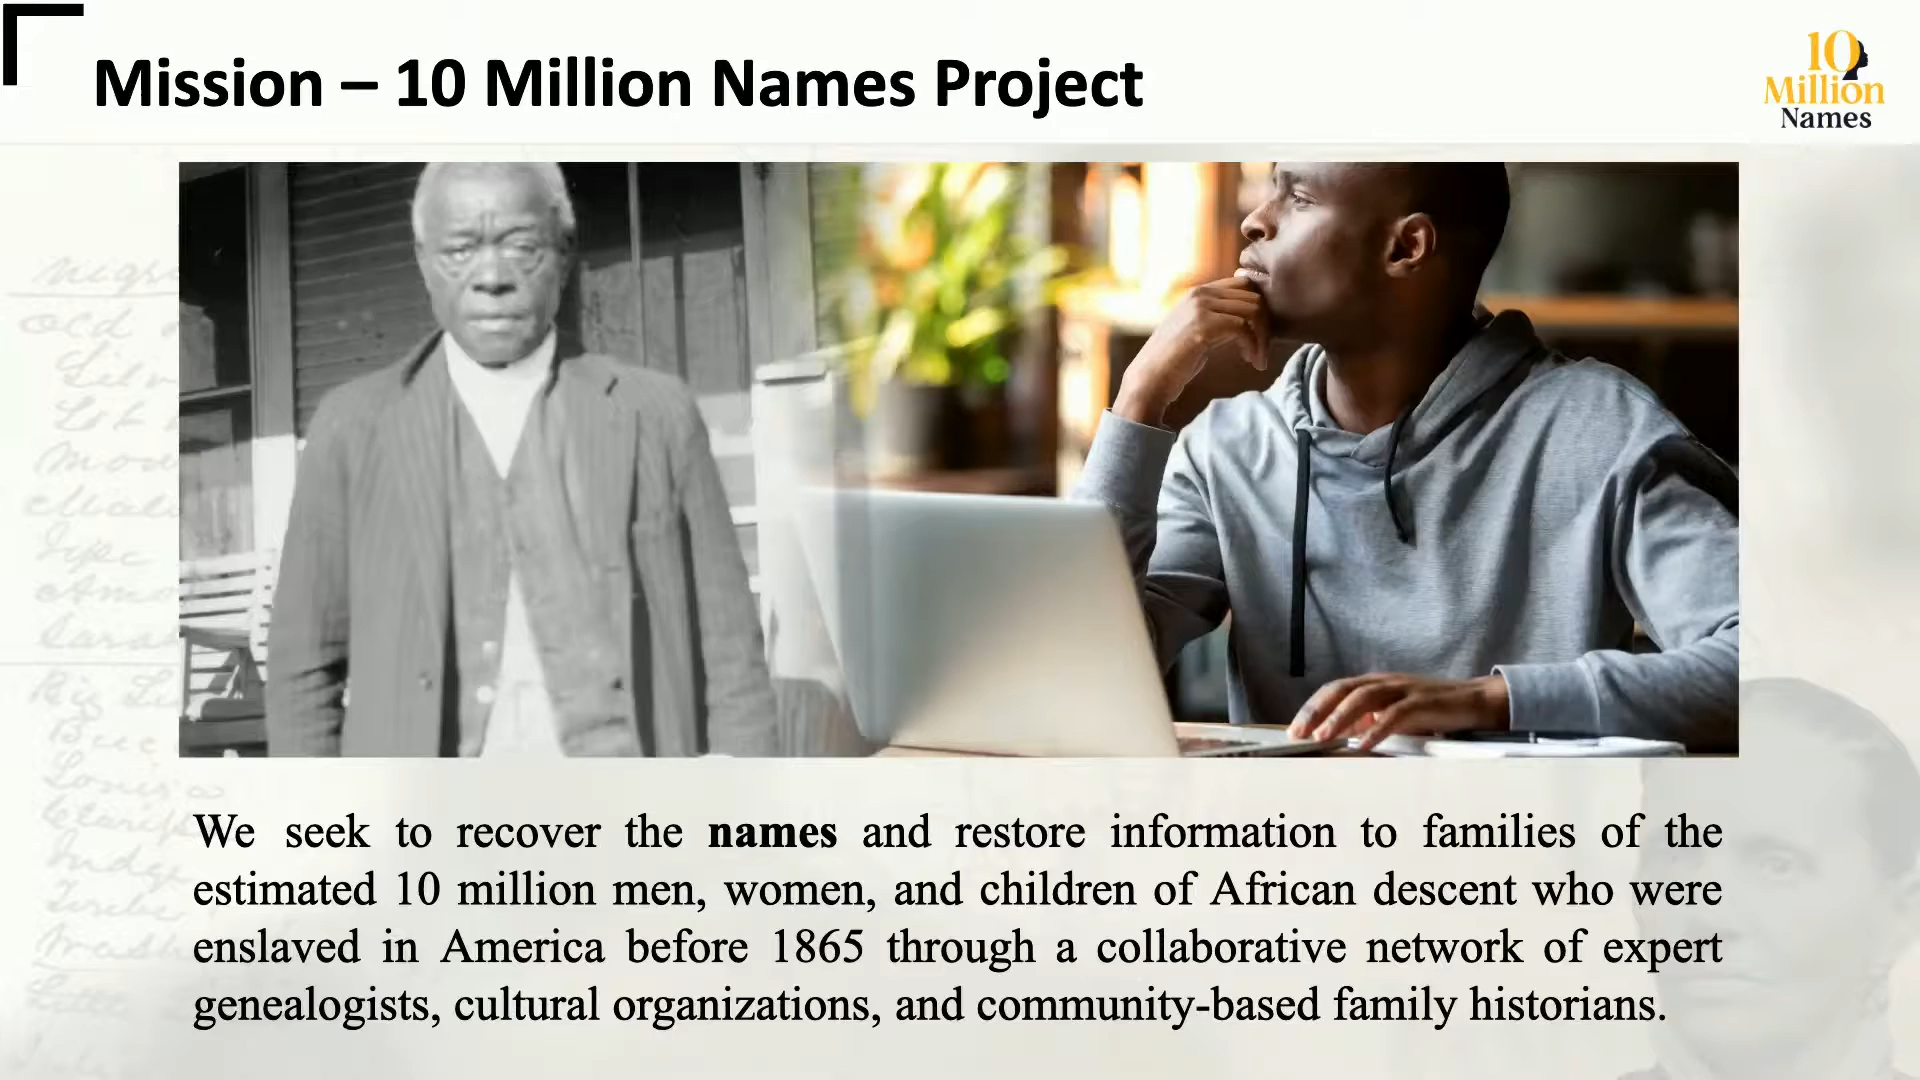 Mission – 10 Million Names Project
10
Million
Names
We seek to recover the names and restore information to families of the
estimated 10 million men, women, and children of African descent who were
enslaved in America before 1865 through a collaborative network of expert
genealogists, cultural organizations, and community-based family historians.